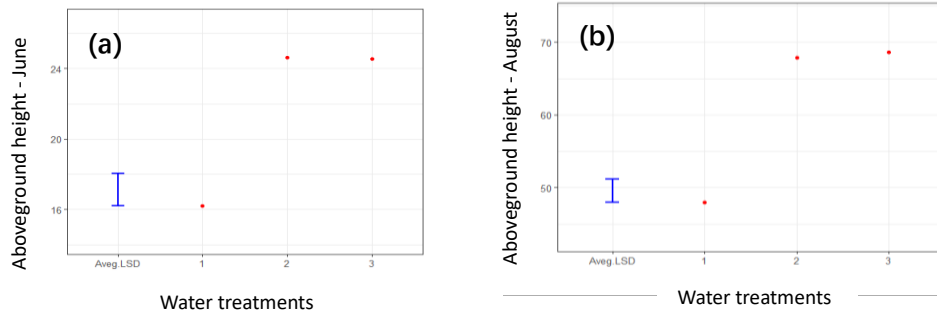 Aboveground height - June
(a)
24
20
16
Aveg.LSD 1 2 3
Water treatments
Aboveground height - August
(b)
70
60
50
Aveg.LSD 1 2 3
Water treatments